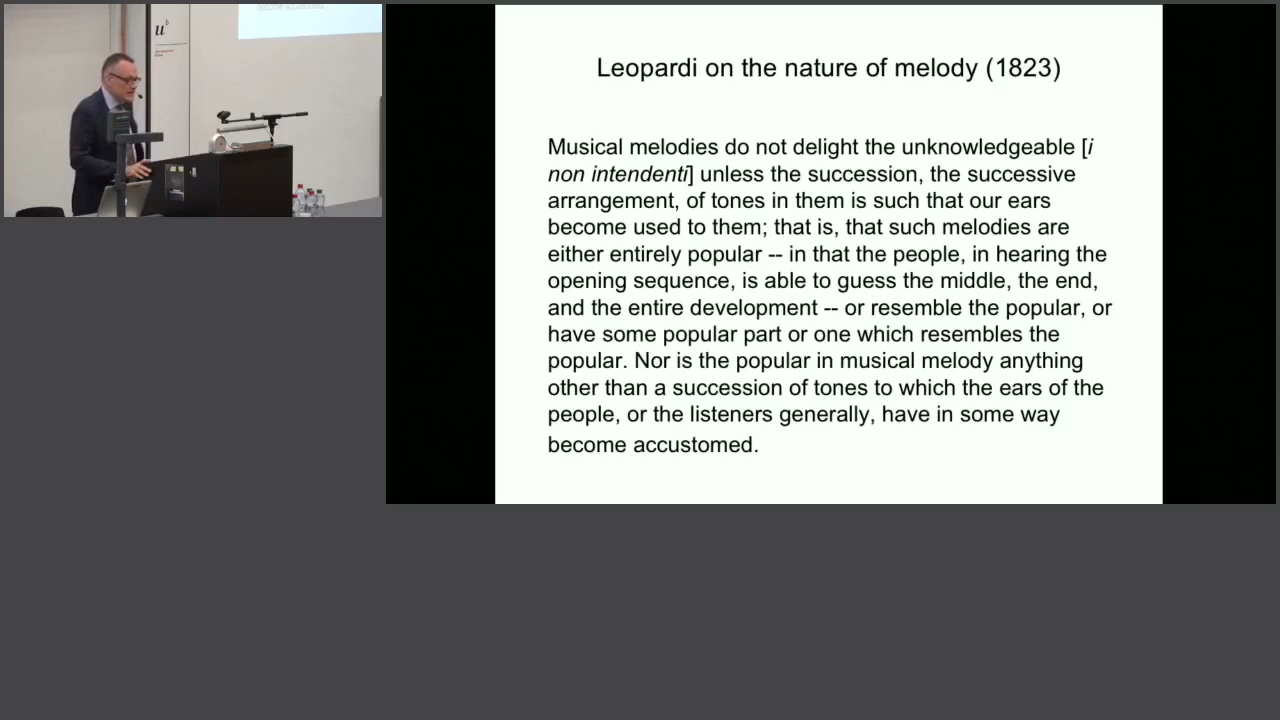 u^b
Leopardi on the nature of melody (1823)
Musical melodies do not delight the unknowledgeable [i
non intendenti] unless the succession, the successive
arrangement, of tones in them is such that our ears
become used to them; that is, that such melodies are
either entirely popular -- in that the people, in hearing the
opening sequence, is able to guess the middle, the end,
and the entire development -- or resemble the popular, or
have some popular part or one which resembles the
popular. Nor is the popular in musical melody anything
other than a succession of tones to which the ears of the
people, or the listeners generally, have in some way
become accustomed.